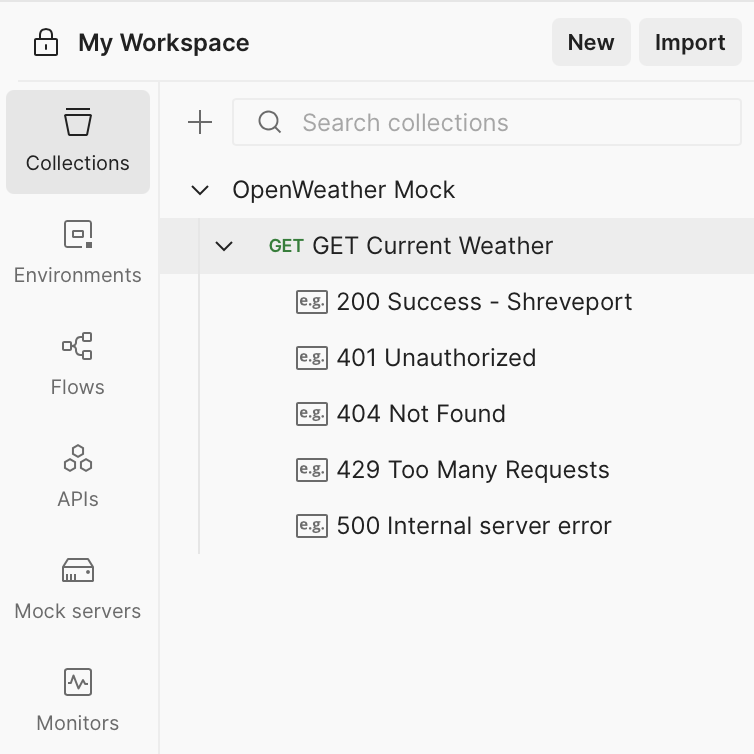 My Workspace
New
Import
Collections
Search collections
Environments
Flows
APIs
Mock servers
Monitors
OpenWeather Mock
GET GET Current Weather
e.g. 200 Success - Shreveport
e.g. 401 Unauthorized
e.g. 404 Not Found
e.g. 429 Too Many Requests
e.g. 500 Internal server error